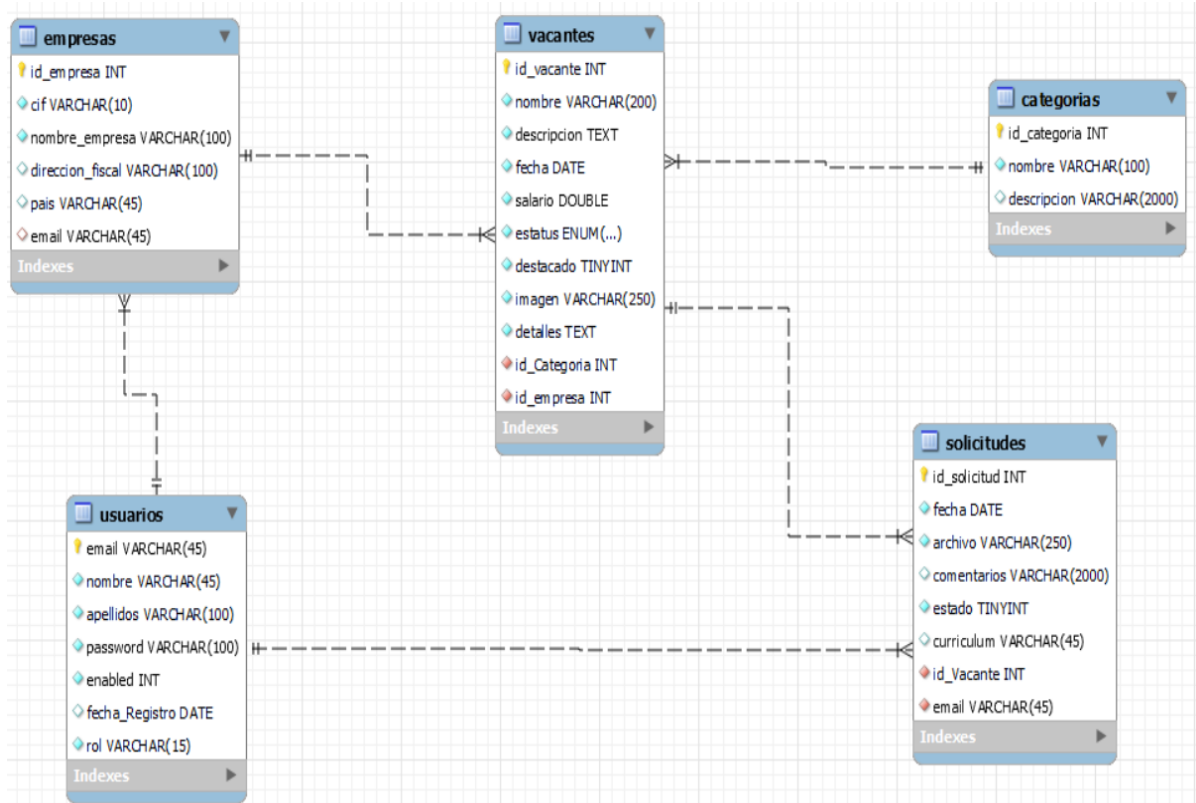 empresas
id_empresa INT
cif VARCHAR(10)
nombre_empresa VARCHAR(100)
direccion_fiscal VARCHAR(100)
pais VARCHAR(45)
email VARCHAR(45)
Indexes
vacantes
id_vacante INT
nombre VARCHAR(200)
descripcion TEXT
fecha DATE
salario DOUBLE
estatus ENUM(...)
destacado TINYINT
imagen VARCHAR(250)
detalles TEXT
id_Categoria INT
id_empresa INT
Indexes
categorias
id_categoria INT
nombre VARCHAR(100)
descripcion VARCHAR(2000)
Indexes
usuarios
email VARCHAR(45)
nombre VARCHAR(45)
apellidos VARCHAR(100)
password VARCHAR(100)
enabled INT
fecha_Registro DATE
rol VARCHAR(15)
Indexes
solicitudes
id_solicitud INT
fecha DATE
archivo VARCHAR(250)
comentarios VARCHAR(2000)
estado TINYINT
curriculum VARCHAR(45)
id_Vacante INT
email VARCHAR(45)
Indexes